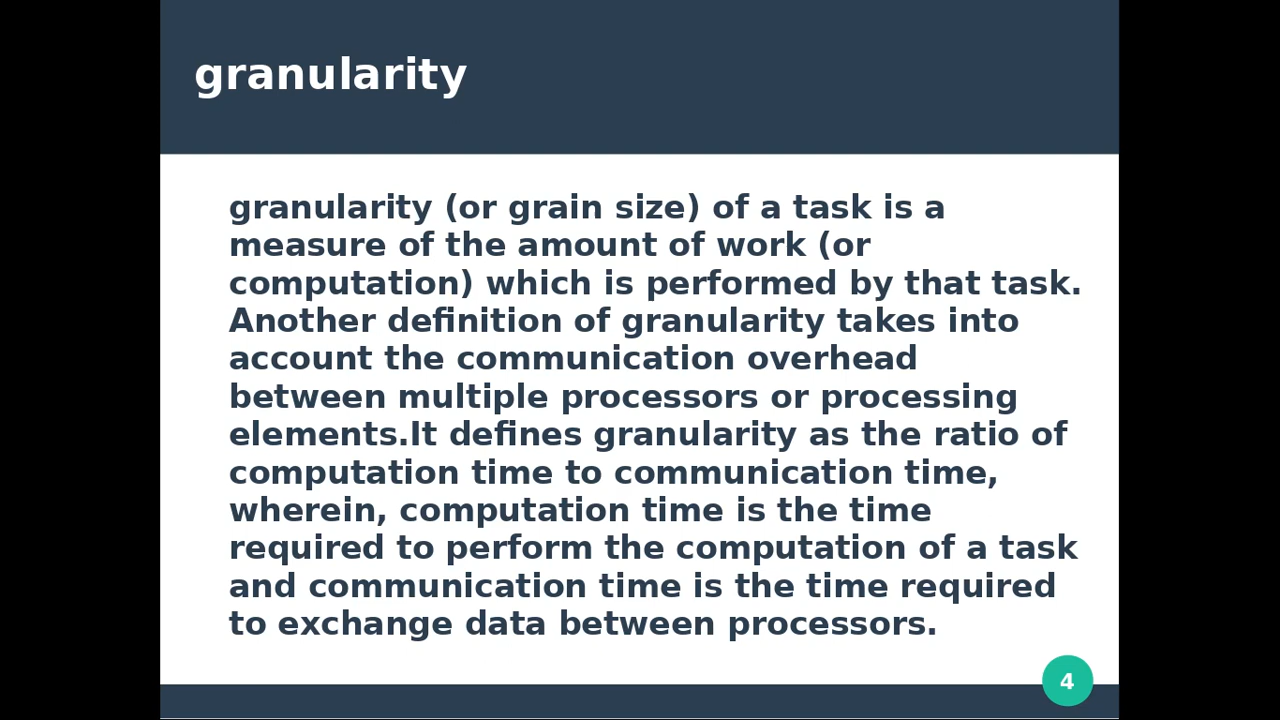 granularity
granularity (or grain size) of a task is a
measure of the amount of work (or
computation) which is performed by that task.
Another definition of granularity takes into
account the communication overhead
between multiple processors or processing
elements.It defines granularity as the ratio of
computation time to communication time,
wherein, computation time is the time
required to perform the computation of a task
and communication time is the time required
to exchange data between processors.
4